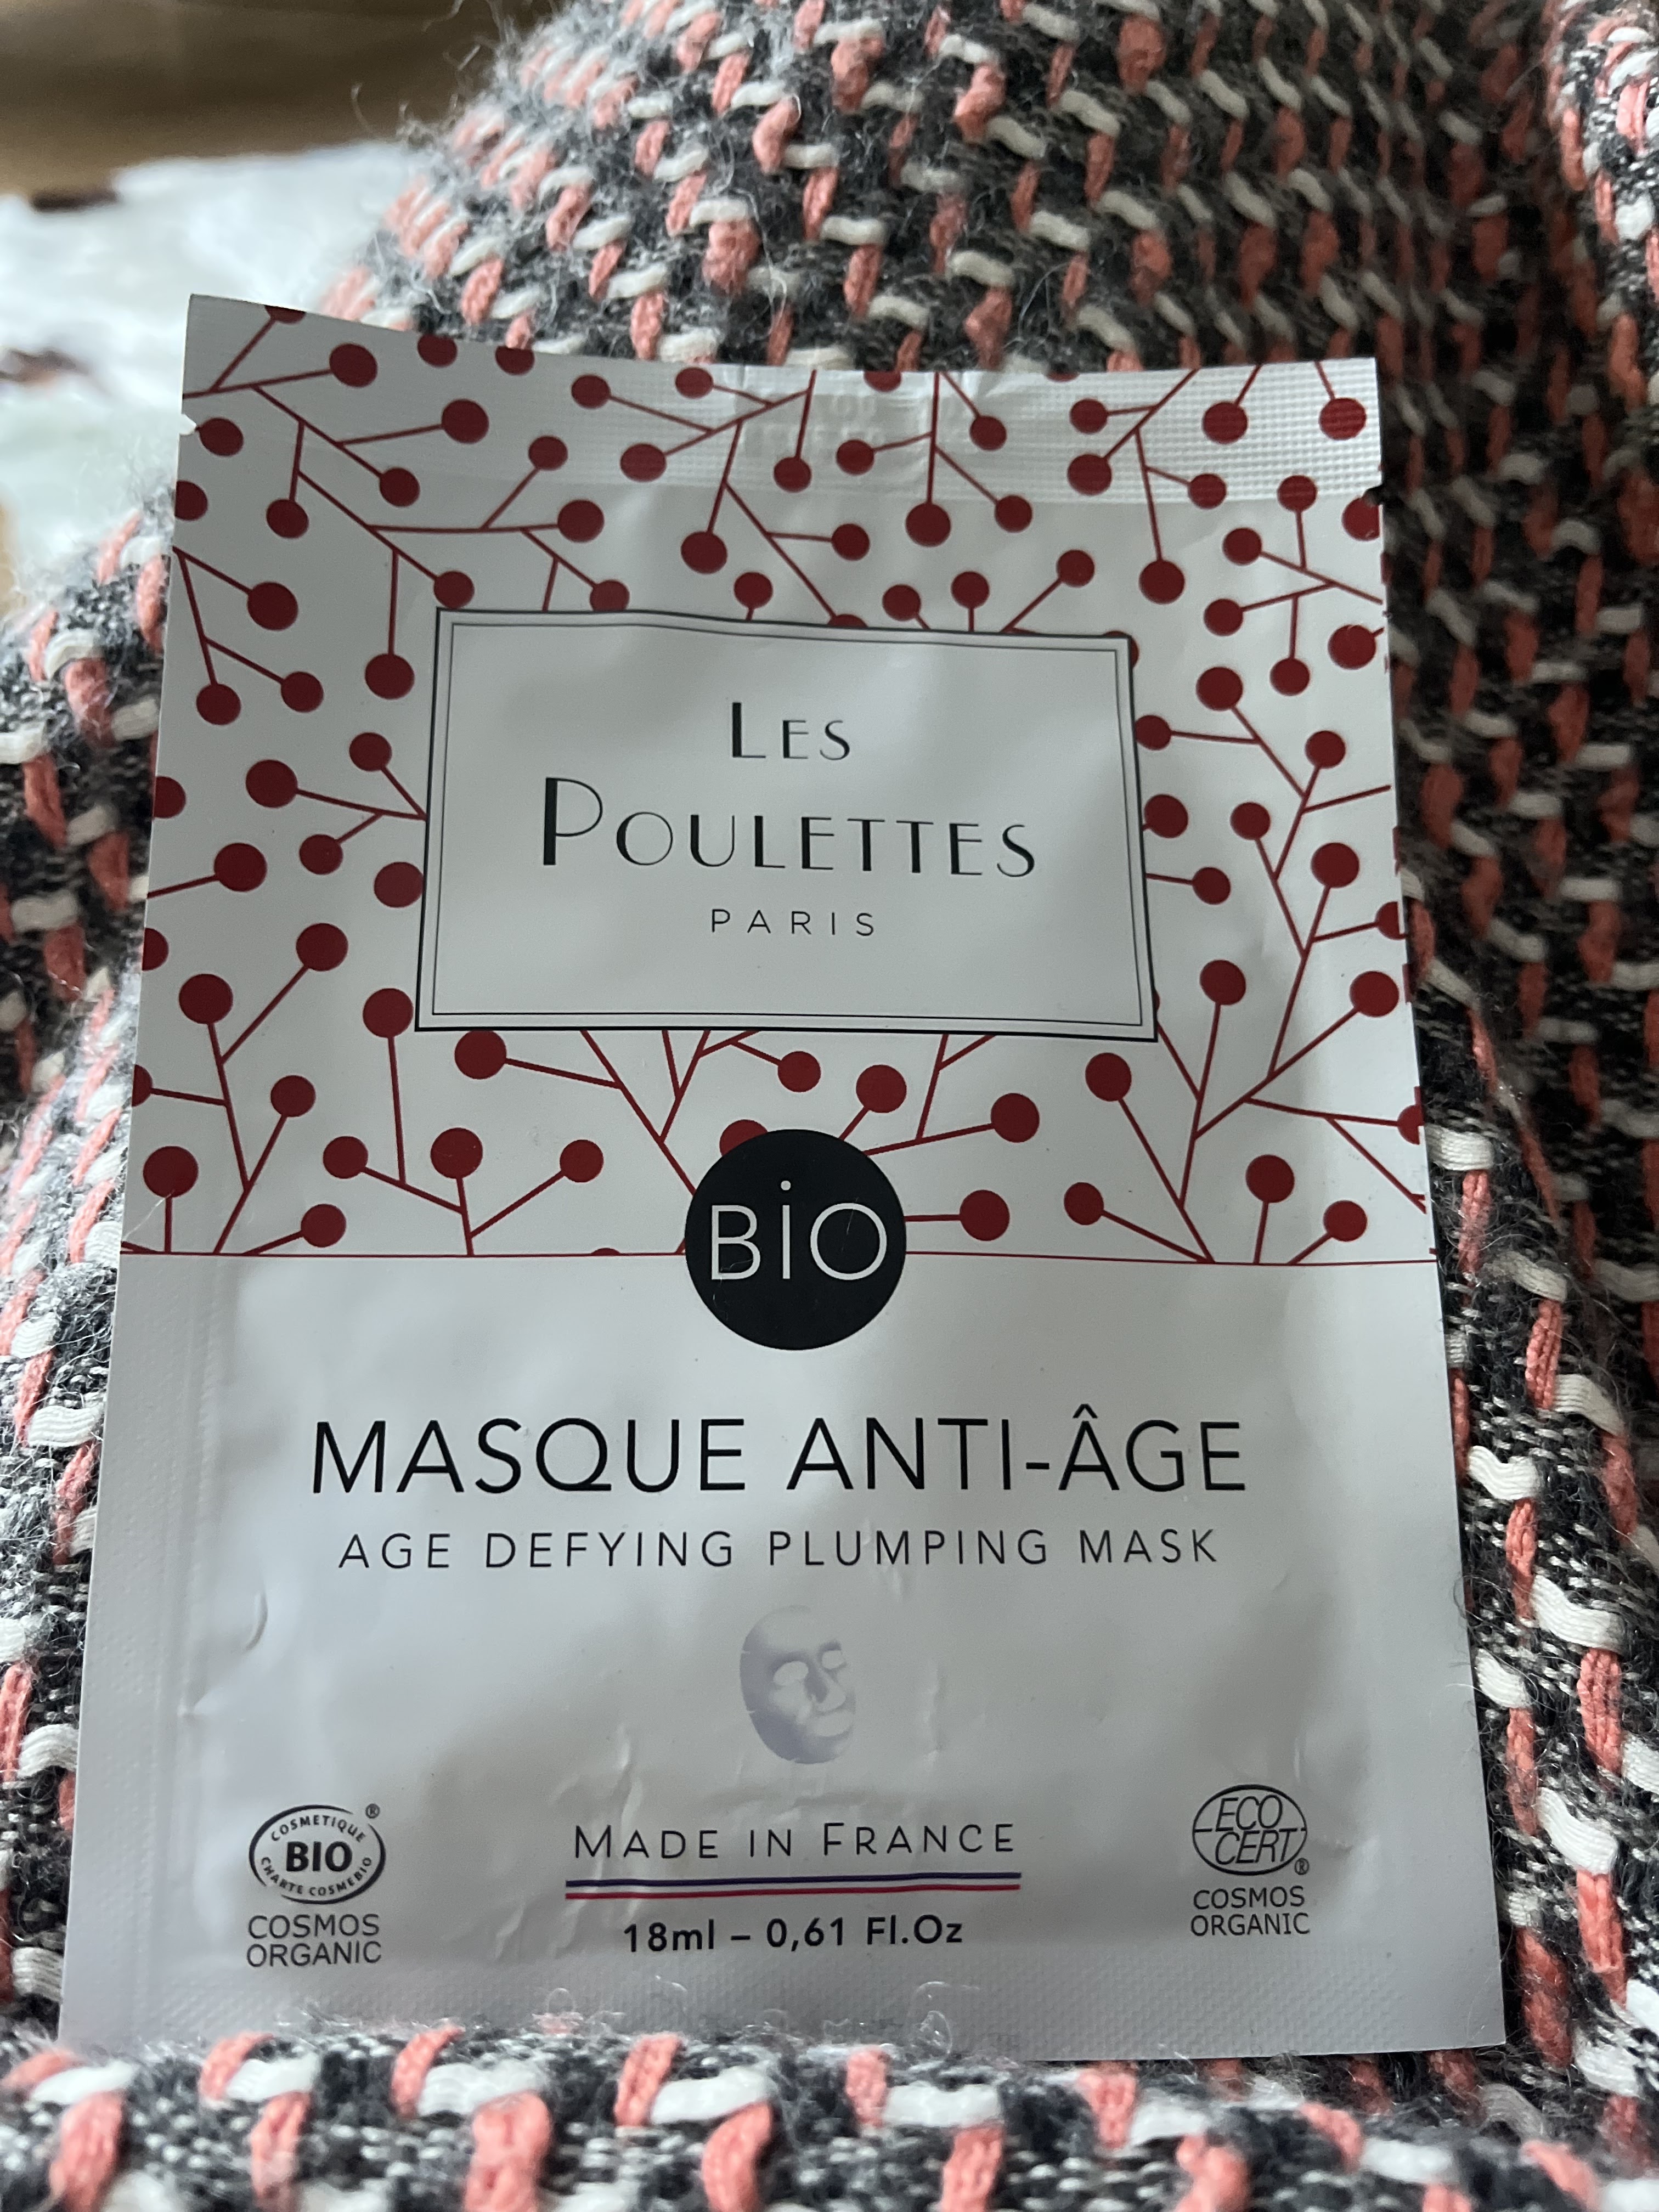 LES
POULETTES
PARIS
BiO
MASQUE ANTI-ÂGE
AGE DEFYING PLUMPING MASK
COSMETIQUE
BIO
CHARTE COSMEBIO
®
COSMOS
ORGANIC
MADE IN FRANCE
18ml – 0,61 Fl.Oz
ECO
CERT
®
COSMOS
ORGANIC